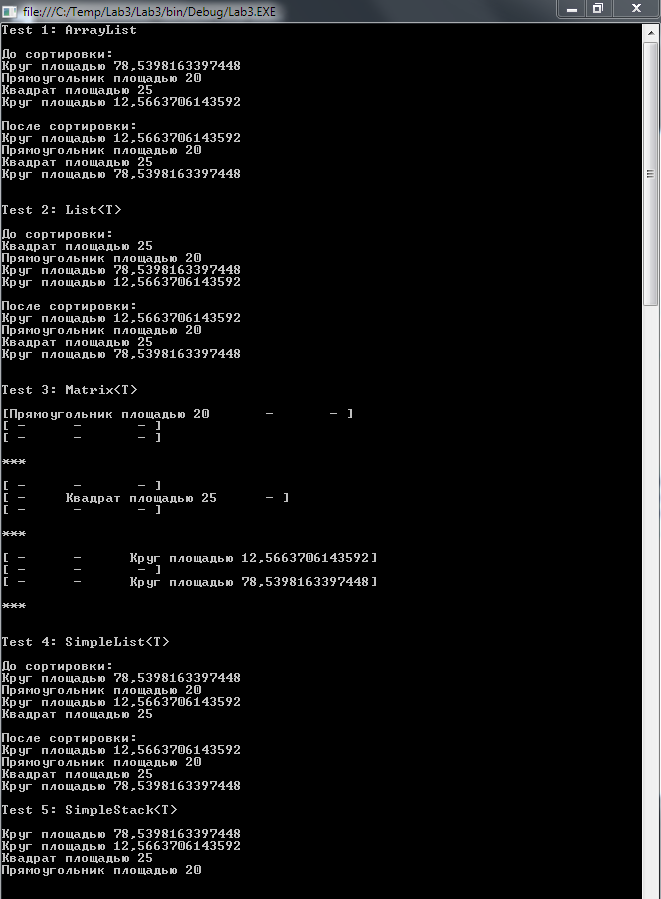 file:///C:/Temp/Lab3/Lab3/bin/Debug/Lab3.EXE
Test 1: ArrayList
До сортировки:
Круг площадью 78,5398163397448
Прямоугольник площадью 20
Квадрат площадью 25
Круг площадью 12,5663706143592
После сортировки:
Круг площадью 12,5663706143592
Прямоугольник площадью 20
Квадрат площадью 25
Круг площадью 78,5398163397448
Test 2: List<T>
До сортировки:
Квадрат площадью 25
Прямоугольник площадью 20
Круг площадью 78,5398163397448
Круг площадью 12,5663706143592
После сортировки:
Круг площадью 12,5663706143592
Прямоугольник площадью 20
Квадрат площадью 25
Круг площадью 78,5398163397448
Test 3: Matrix<T>
[Прямоугольник площадью 20 - - ]
[ - - - ]
[ - - - ]
***
[ - - - ]
[ - Квадрат площадью 25 - ]
[ - - - ]
***
[ - - Круг площадью 12,5663706143592]
[ - - - ]
[ - - Круг площадью 78,5398163397448]
***
Test 4: SimpleList<T>
До сортировки:
Круг площадью 78,5398163397448
Прямоугольник площадью 20
Круг площадью 12,5663706143592
Квадрат площадью 25
После сортировки:
Круг площадью 12,5663706143592
Прямоугольник площадью 20
Квадрат площадью 25
Круг площадью 78,5398163397448
Test 5: SimpleStack<T>
Круг площадью 78,5398163397448
Круг площадью 12,5663706143592
Квадрат площадью 25
Прямоугольник площадью 20